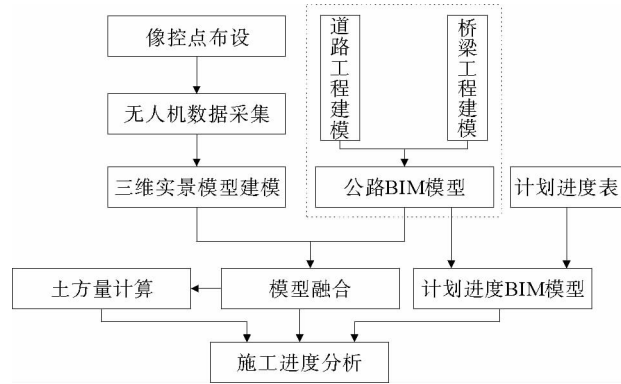 像控点布设
道路工程建模
桥梁工程建模
无人机数据采集
三维实景模型建模
公路BIM模型
计划进度表
土方量计算
模型融合
计划进度BIM模型
施工进度分析